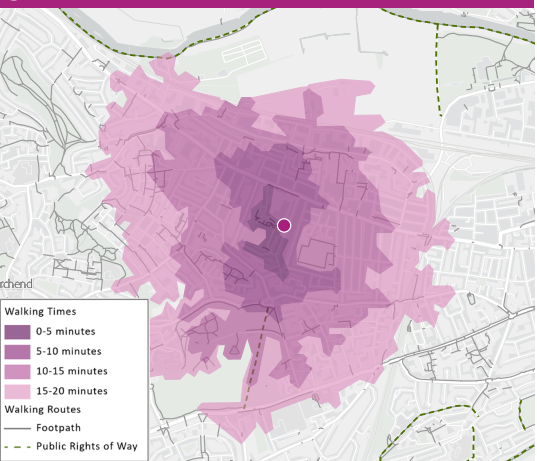 rchend
Walking Times
0-5 minutes
5-10 minutes
10-15 minutes
15-20 minutes
Walking Routes
Footpath
Public Rights of Way